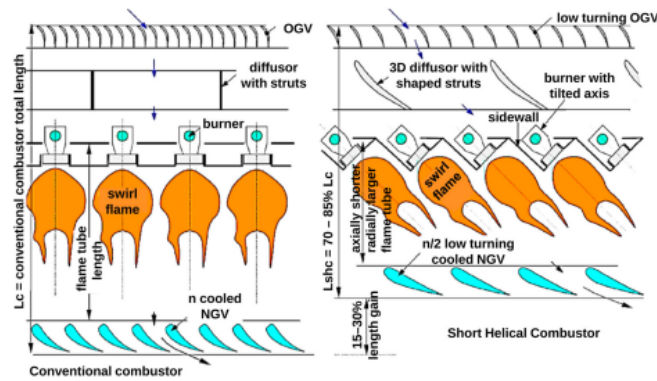 OGV
diffusor
with struts
burner
swirl
flame
Lc = conventional combustor total length
flame tube
length
n cooled
NGV
Conventional combustor
low turning OGV
3D diffusor with
shaped struts
burner with
tilted axis
sidewall
swirl
flame
Lshc = 70 – 85% Lc
axially shorter
radially larger
flame tube
n/2 low turning
cooled NGV
15–30%
length gain
Short Helical Combustor